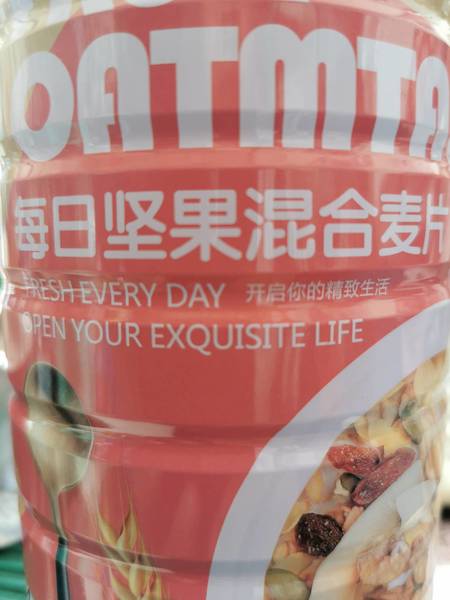 OATMTA
每日坚果混合麦片
FRESH EVERY DAY 开启你的精致生活
OPEN YOUR EXQUISITE LIFE